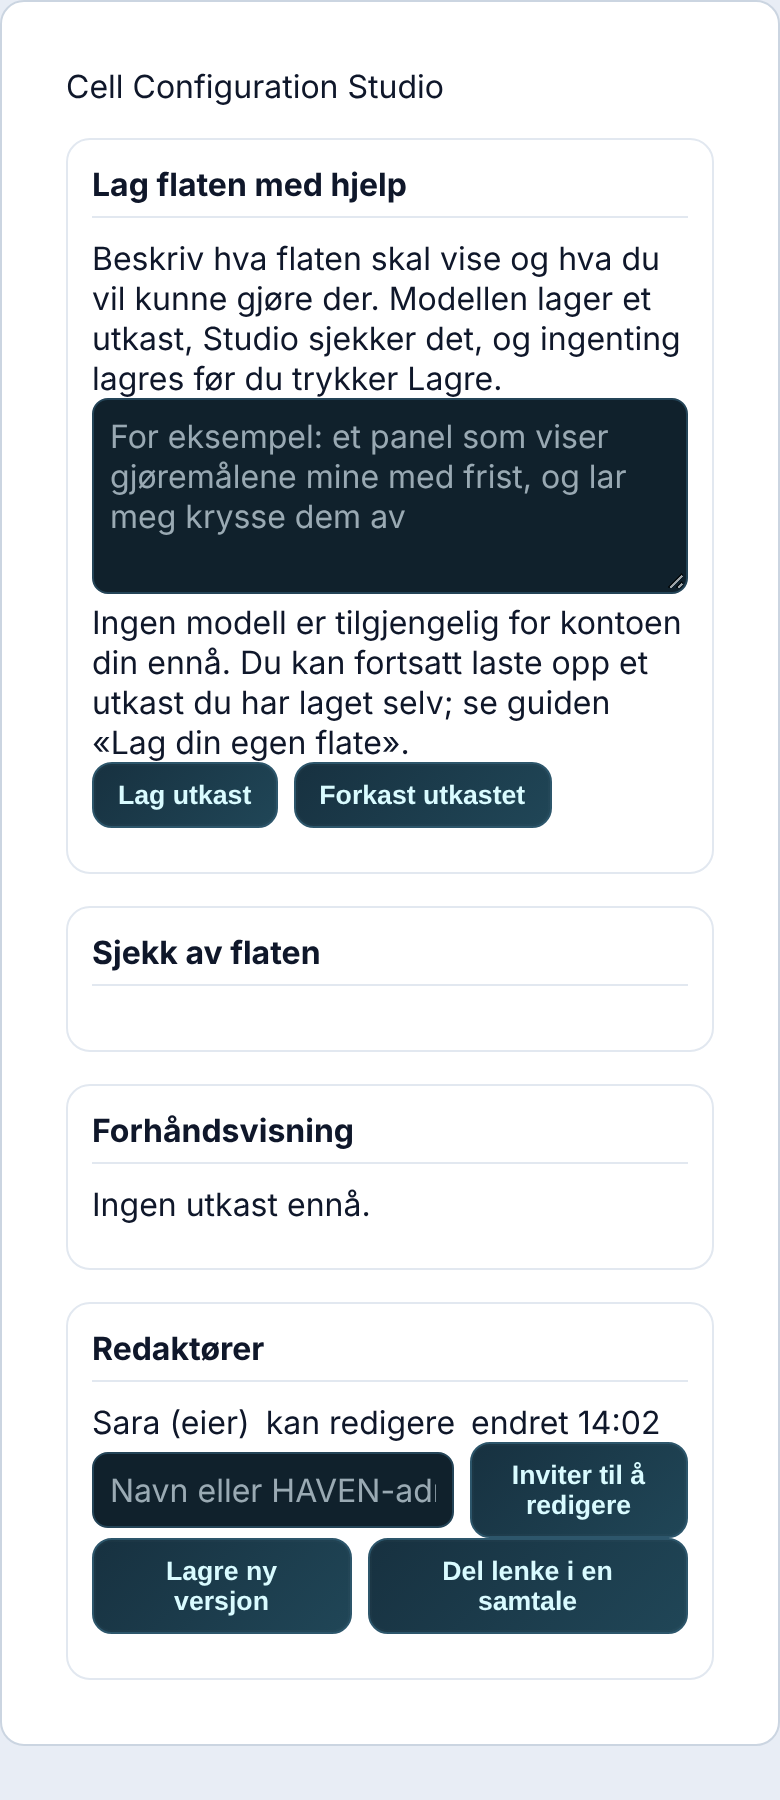 Cell Configuration Studio
Lag flaten med hjelp
Beskriv hva flaten skal vise og hva du
vil kunne gjøre der. Modellen lager et
utkast, Studio sjekker det, og ingenting
lagres før du trykker Lagre.
For eksempel: et panel som viser
gjøremålene mine med frist, og lar
meg krysse dem av
Ingen modell er tilgjengelig for kontoen
din ennå. Du kan fortsatt laste opp et
utkast du har laget selv; se guiden
«Lag din egen flate».
Lag utkast
Forkast utkastet
Sjekk av flaten
Forhåndsvisning
Ingen utkast ennå.
Redaktører
Sara (eier) kan redigere endret 14:02
Navn eller HAVEN-ad
Inviter til å
redigere
Lagre ny
versjon
Del lenke i en
samtale